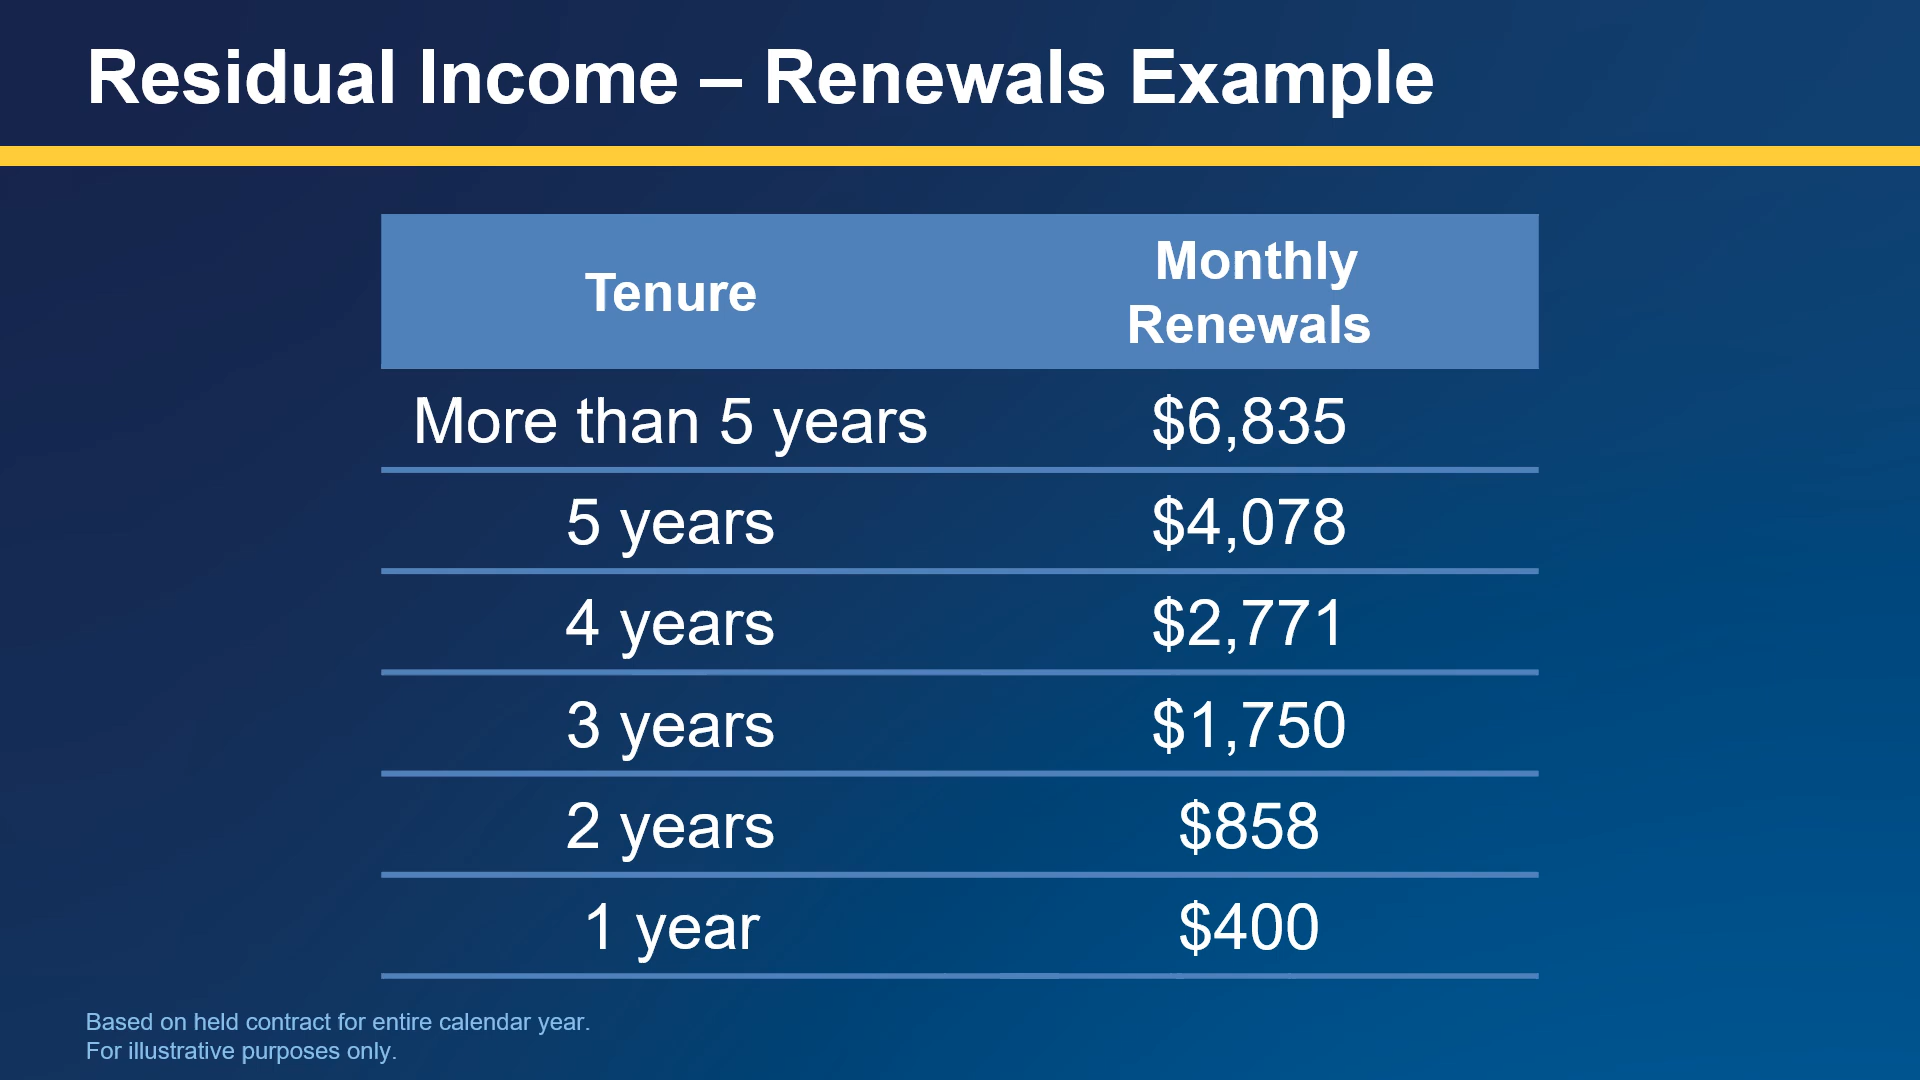 Residual Income – Renewals Example
Tenure
Monthly
Renewals
More than 5 years
$6,835
5 years
$4,078
4 years
$2,771
3 years
$1,750
2 years
$858
1 year
$400
Based on held contract for entire calendar year.
For illustrative purposes only.